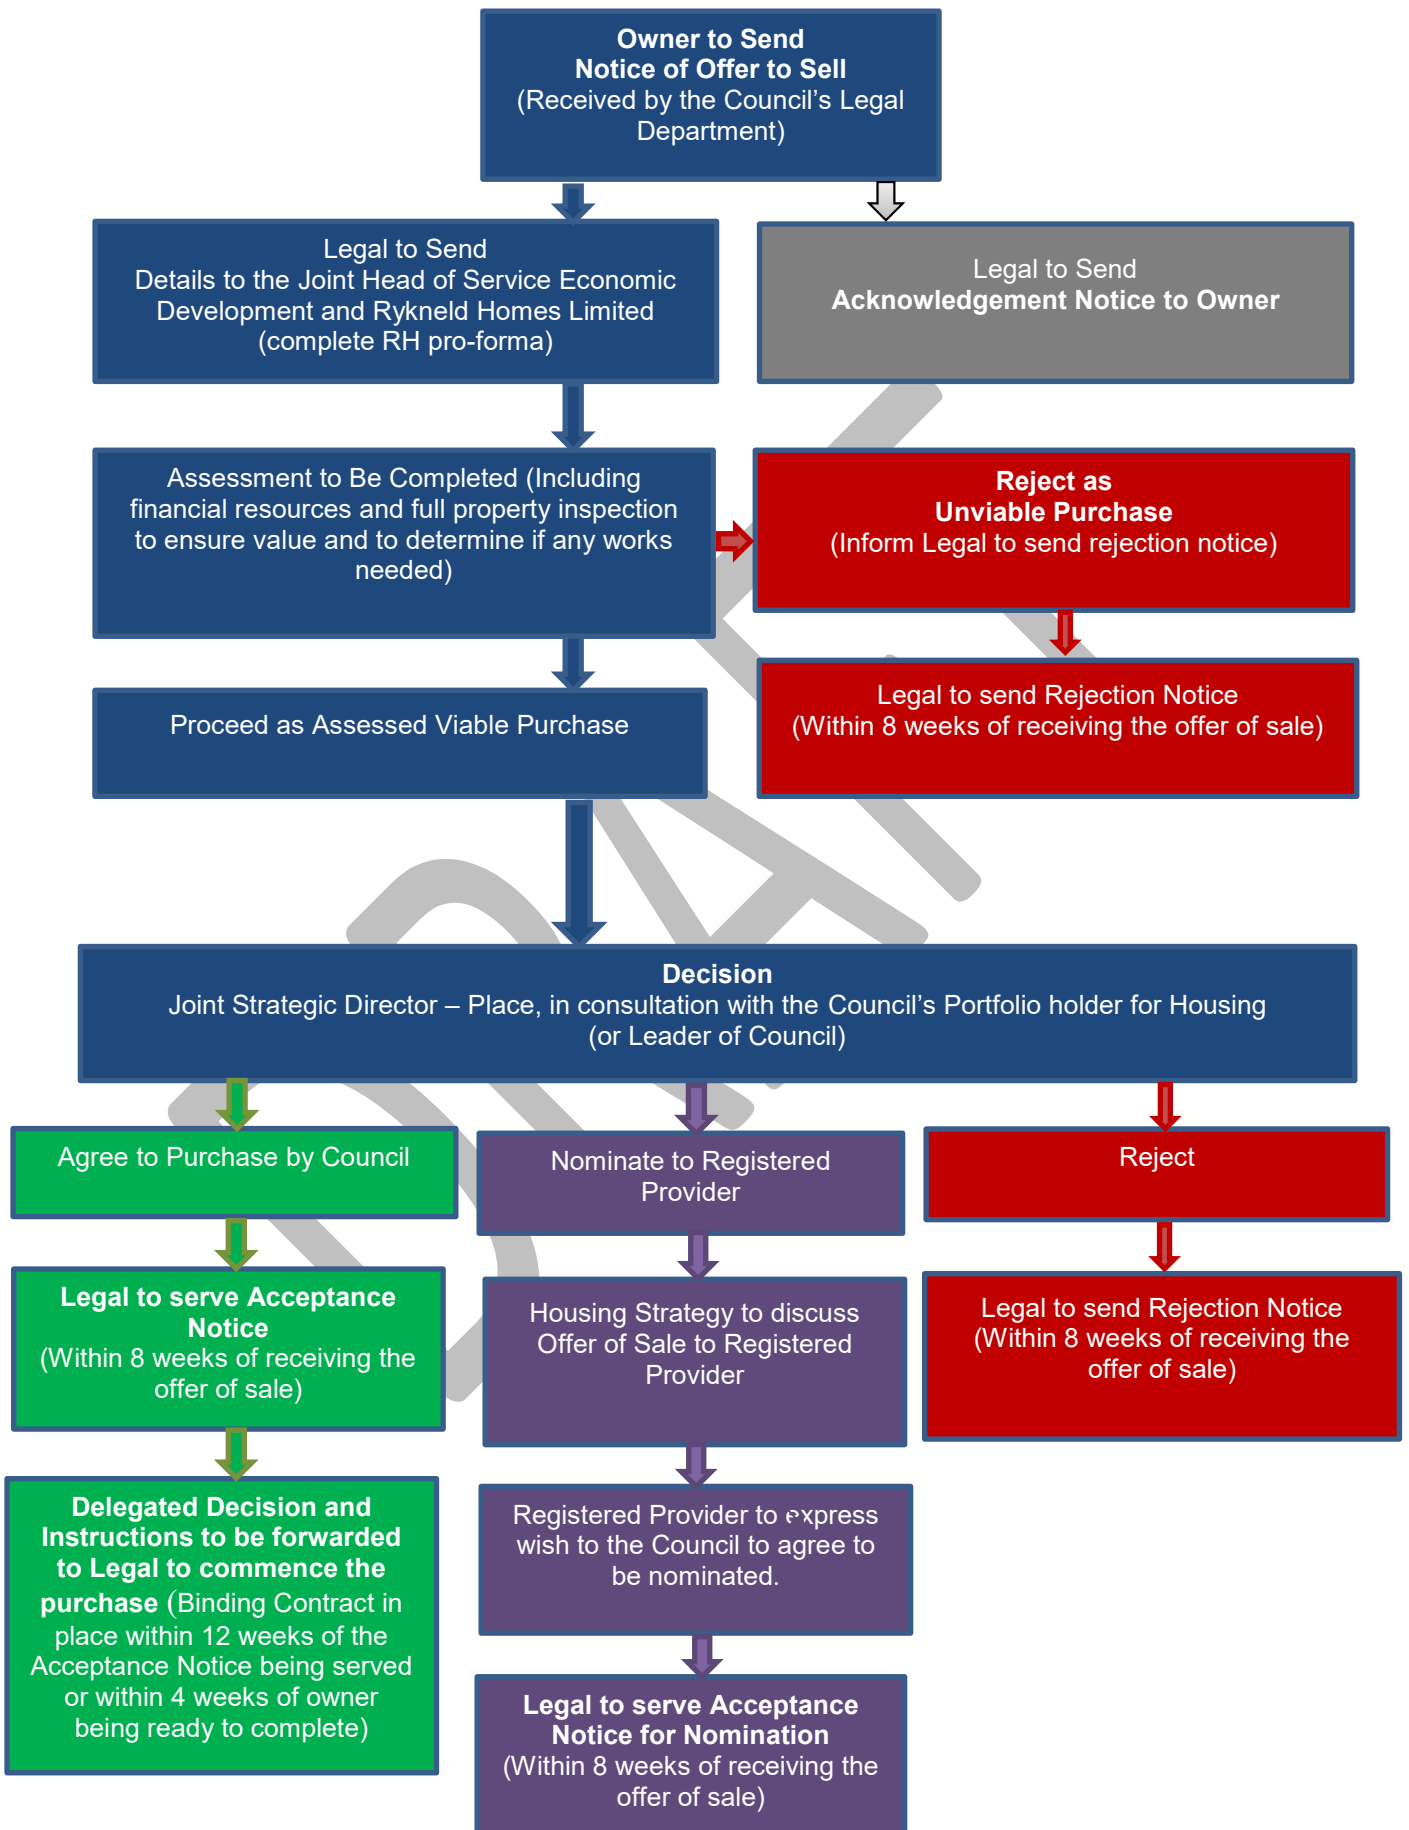 Owner to Send
Notice of Offer to Sell
(Received by the Council’s Legal
Department)
Legal to Send
Details to the Joint Head of Service Economic
Development and Rykneld Homes Limited
(complete RH pro-forma)
Legal to Send
Acknowledgement Notice to Owner
Assessment to Be Completed (Including
financial resources and full property inspection
to ensure value and to determine if any works
needed)
Reject as
Unviable Purchase
(Inform Legal to send rejection notice)
Legal to send Rejection Notice
(Within 8 weeks of receiving the offer of sale)
Proceed as Assessed Viable Purchase
Decision
Joint Strategic Director – Place, in consultation with the Council’s Portfolio holder for Housing
(or Leader of Council)
Agree to Purchase by Council
Legal to serve Acceptance
Notice
(Within 8 weeks of receiving the
offer of sale)
Delegated Decision and
Instructions to be forwarded
to Legal to commence the
purchase (Binding Contract in
place within 12 weeks of the
Acceptance Notice being served
or within 4 weeks of owner
being ready to complete)
Nominate to Registered
Provider
Housing Strategy to discuss
Offer of Sale to Registered
Provider
Registered Provider to express
wish to the Council to agree to
be nominated.
Legal to serve Acceptance
Notice for Nomination
(Within 8 weeks of receiving the
offer of sale)
Reject
Legal to send Rejection Notice
(Within 8 weeks of receiving the
offer of sale)
DRAFT